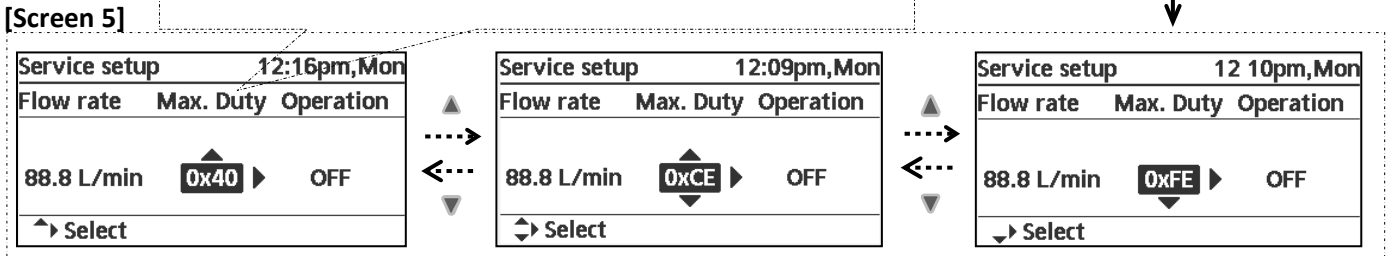 [Screen 5]
Service setup 12:16pm,Mon
Flow rate Max. Duty Operation
88.8 L/min 0x40 OFF
Select
Service setup 12:09pm,Mon
Flow rate Max. Duty Operation
88.8 L/min 0xCE OFF
Select
Service setup 12 10pm,Mon
Flow rate Max. Duty Operation
88.8 L/min 0xFE OFF
Select